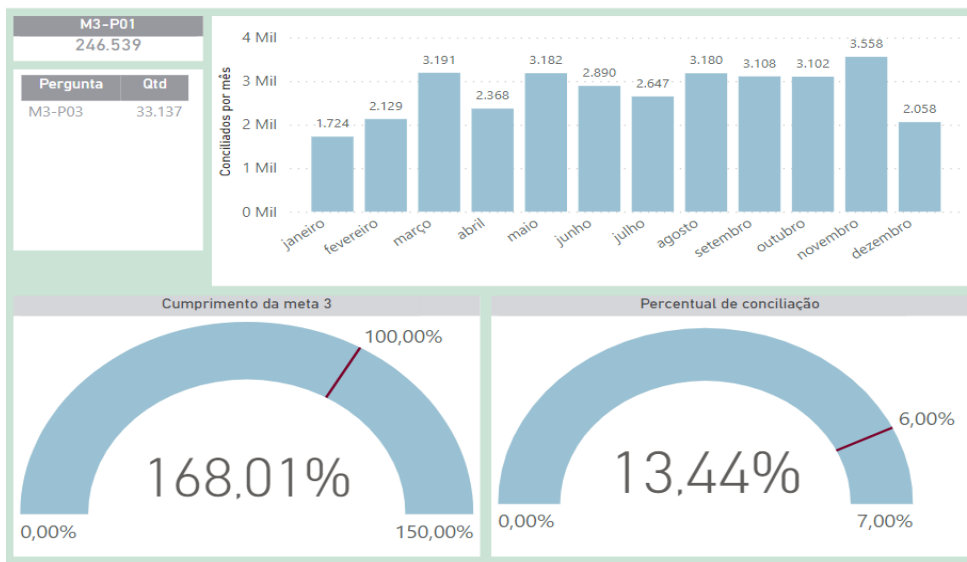 M3-P01
246.539
Pergunta Qtd
M3-P03 33.137
Conciliados por mês
4 Mil
3 Mil
2 Mil
1 Mil
0 Mil
1.724
2.129
3.191
2.368
3.182
2.890
2.647
3.180
3.108
3.102
3.558
2.058
janeiro
fevereiro
março
abril
maio
junho
julho
agosto
setembro
outubro
novembro
dezembro
Cumprimento da meta 3
100,00%
168,01%
0,00%
150,00%
Percentual de conciliação
6,00%
13,44%
0,00%
7,00%